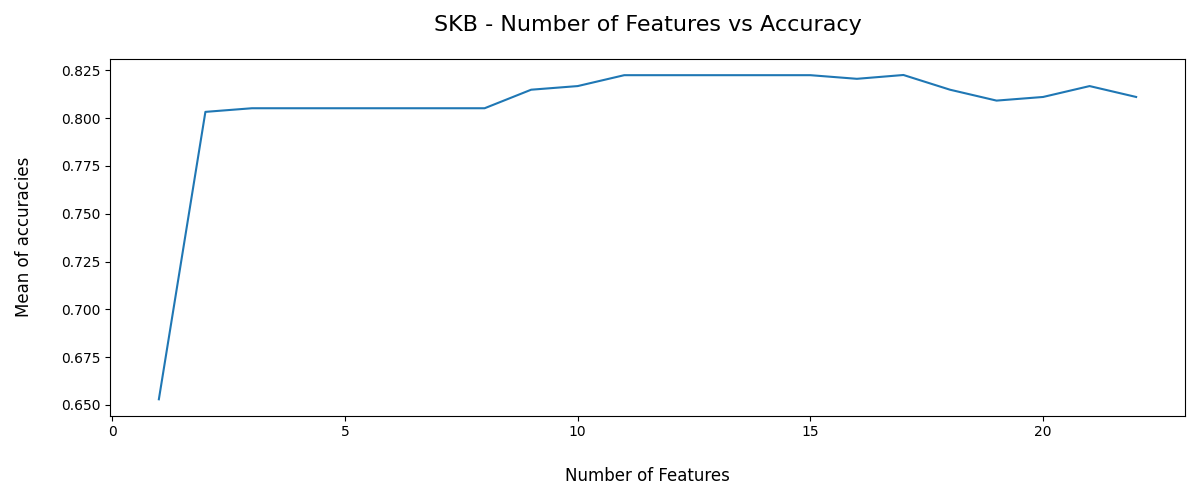 SKB - Number of Features vs Accuracy
Mean of accuracies
0.825
0.800
0.775
0.750
0.725
0.700
0.675
0.650
0 5 10 15 20
Number of Features